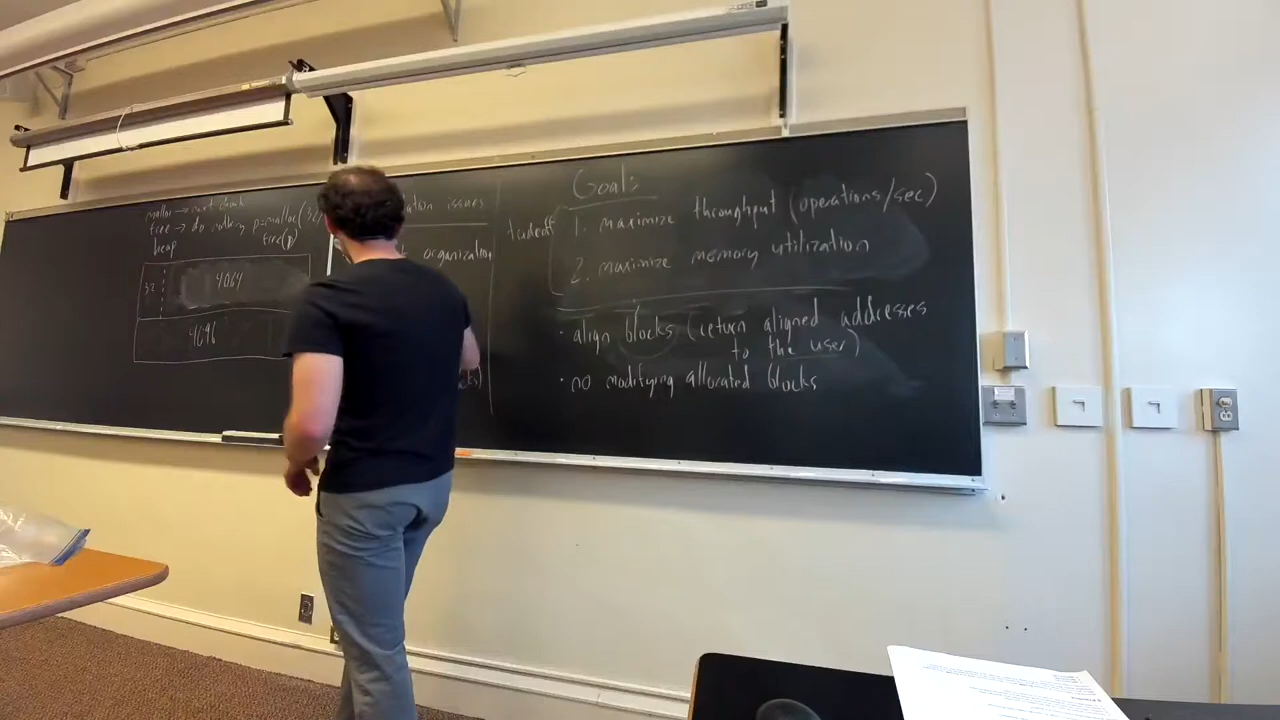 malloc → next chunk
free → do nothing p=malloc(32)
free(p)
heap
32 4064
4096
ation issues
organization
cks)
Goals
tradeoff
1. maximize throughput (operations/sec)
2. maximize memory utilization
· align blocks (return aligned addresses
to the user)
· no modifying allocated blocks